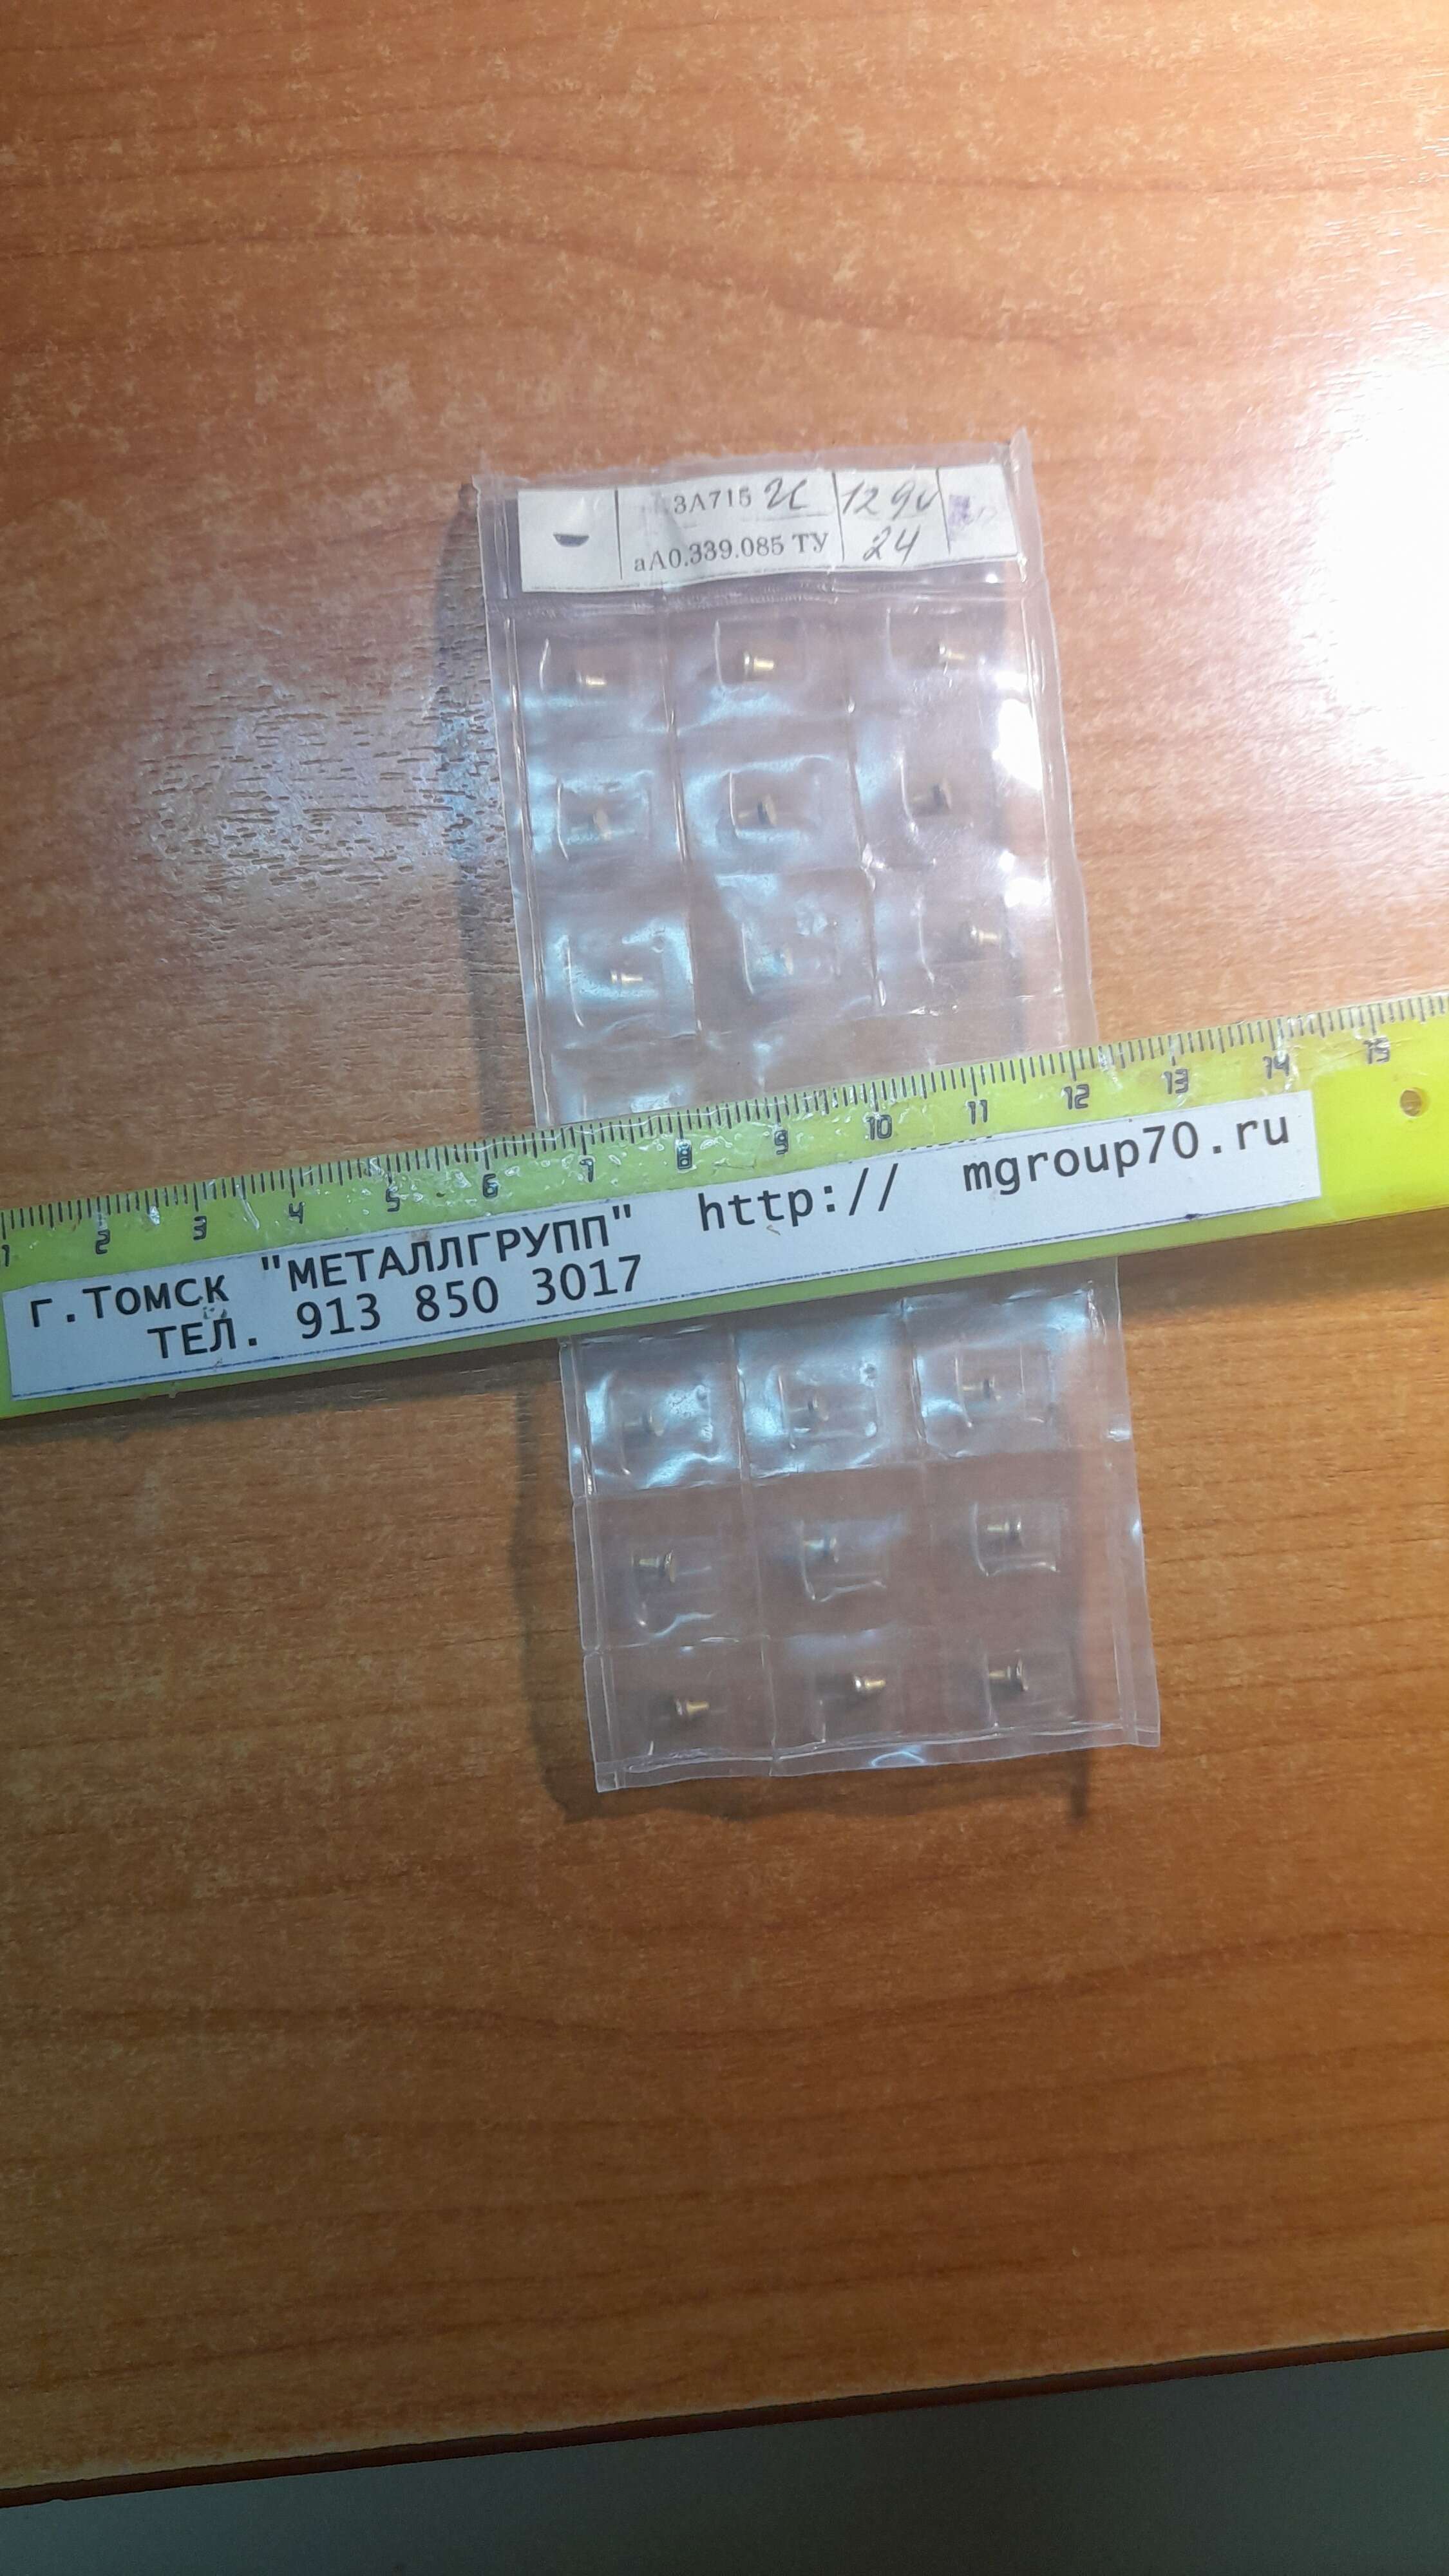 3А715 И
аА0.339.085 ТУ
1290
24
1 2 3 4 5 6 7 8 9 10 11 12 13 14 15
г.Томск "МЕТАЛЛГРУПП" http:// mgroup70.ru
ТЕЛ. 913 850 3017